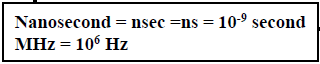 Nanosecond = nsec =ns = 10⁻⁹ second
MHz = 10⁶ Hz